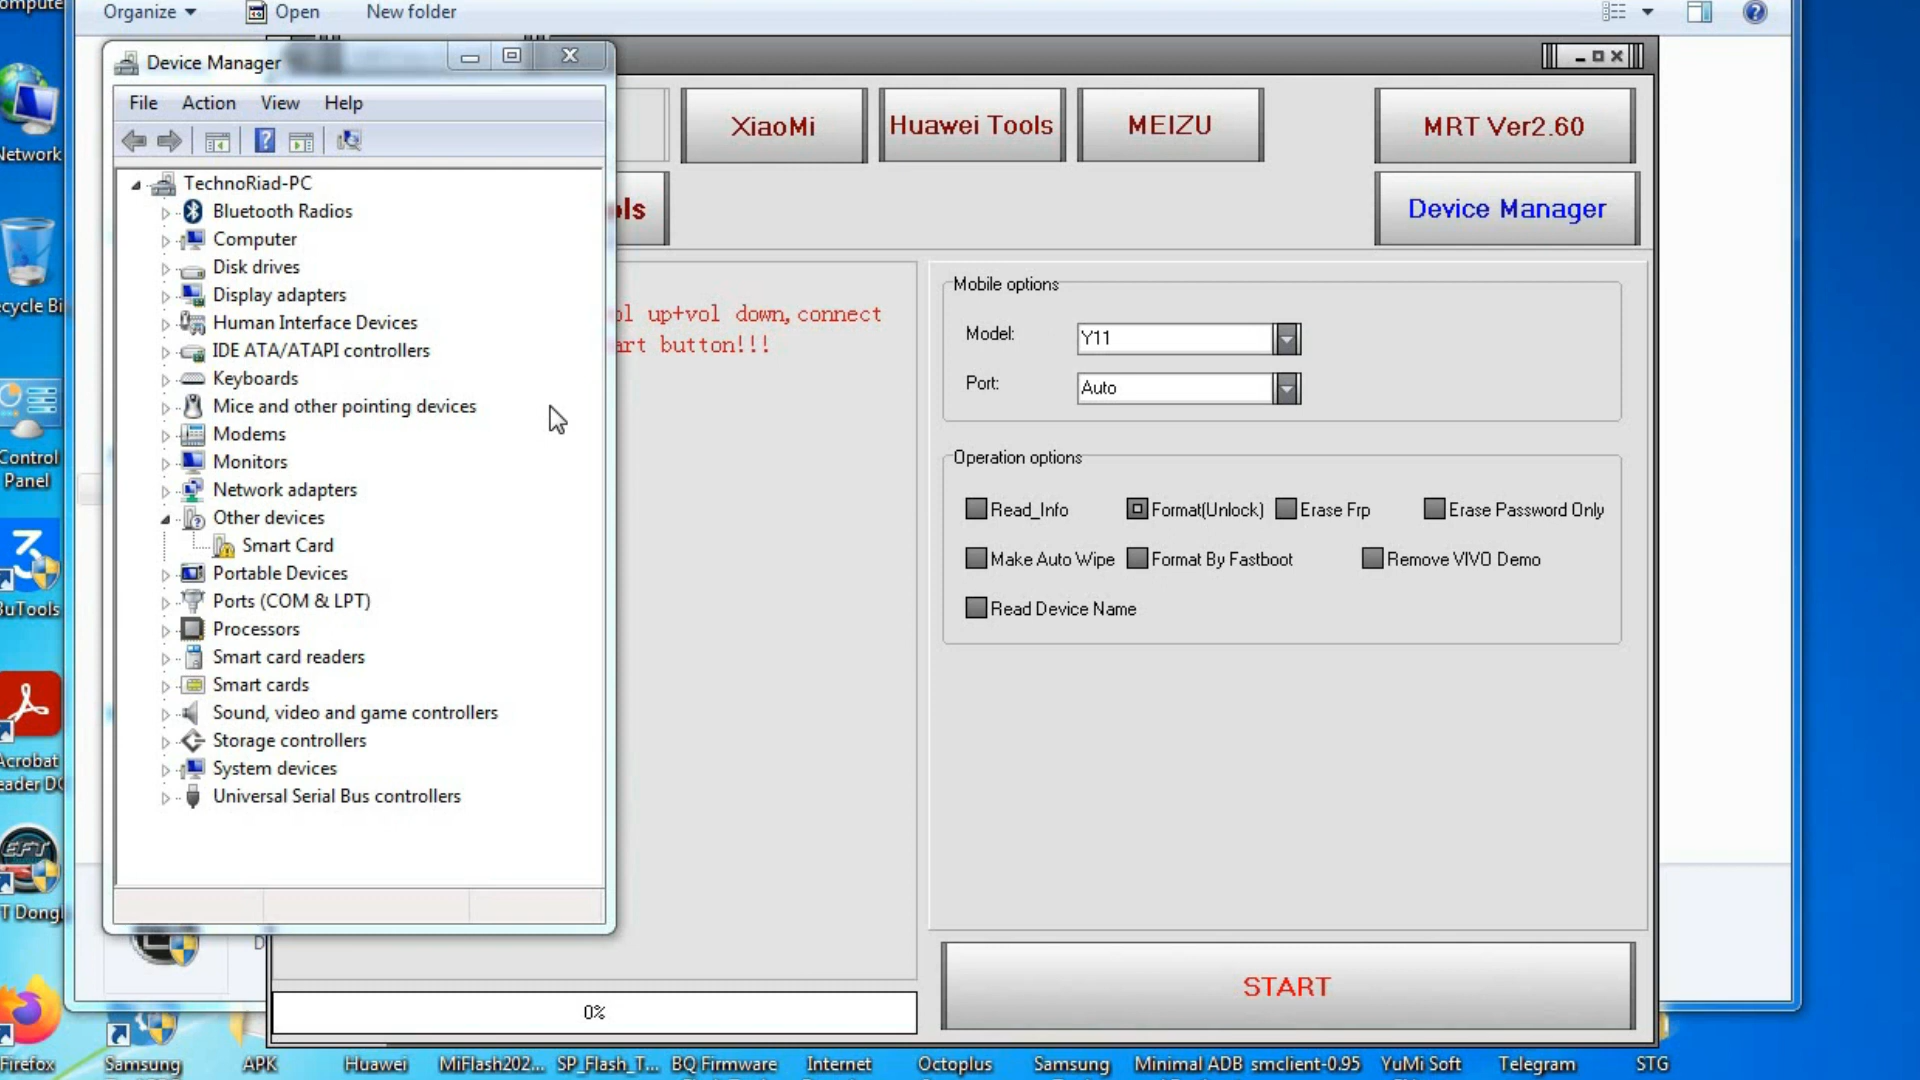 Organize
Open
New folder
Device Manager
File Action View Help
TechnoRiad-PC
Bluetooth Radios
Computer
Disk drives
Display adapters
Human Interface Devices
IDE ATA/ATAPI controllers
Keyboards
Mice and other pointing devices
Modems
Monitors
Network adapters
Other devices
Smart Card
Portable Devices
Ports (COM & LPT)
Processors
Smart card readers
Smart cards
Sound, video and game controllers
Storage controllers
System devices
Universal Serial Bus controllers
XiaoMi
Huawei Tools
MEIZU
MRT Ver2.60
Device Manager
up+vol down,connect
button!!!
Mobile options
Model: Y11
Port: Auto
Operation options
Read_Info Format(Unlock) Erase Frp Erase Password Only
Make Auto Wipe Format By Fastboot Remove VIVO Demo
Read Device Name
0%
START
Network
Control
Panel
EFT
Firefox
Samsung
APK
Huawei
MiFlash202...
SP_Flash_T...
BQ Firmware
Internet
Octoplus
Samsung
Minimal ADB
smclient-0.95
YuMi Soft
Telegram
STG